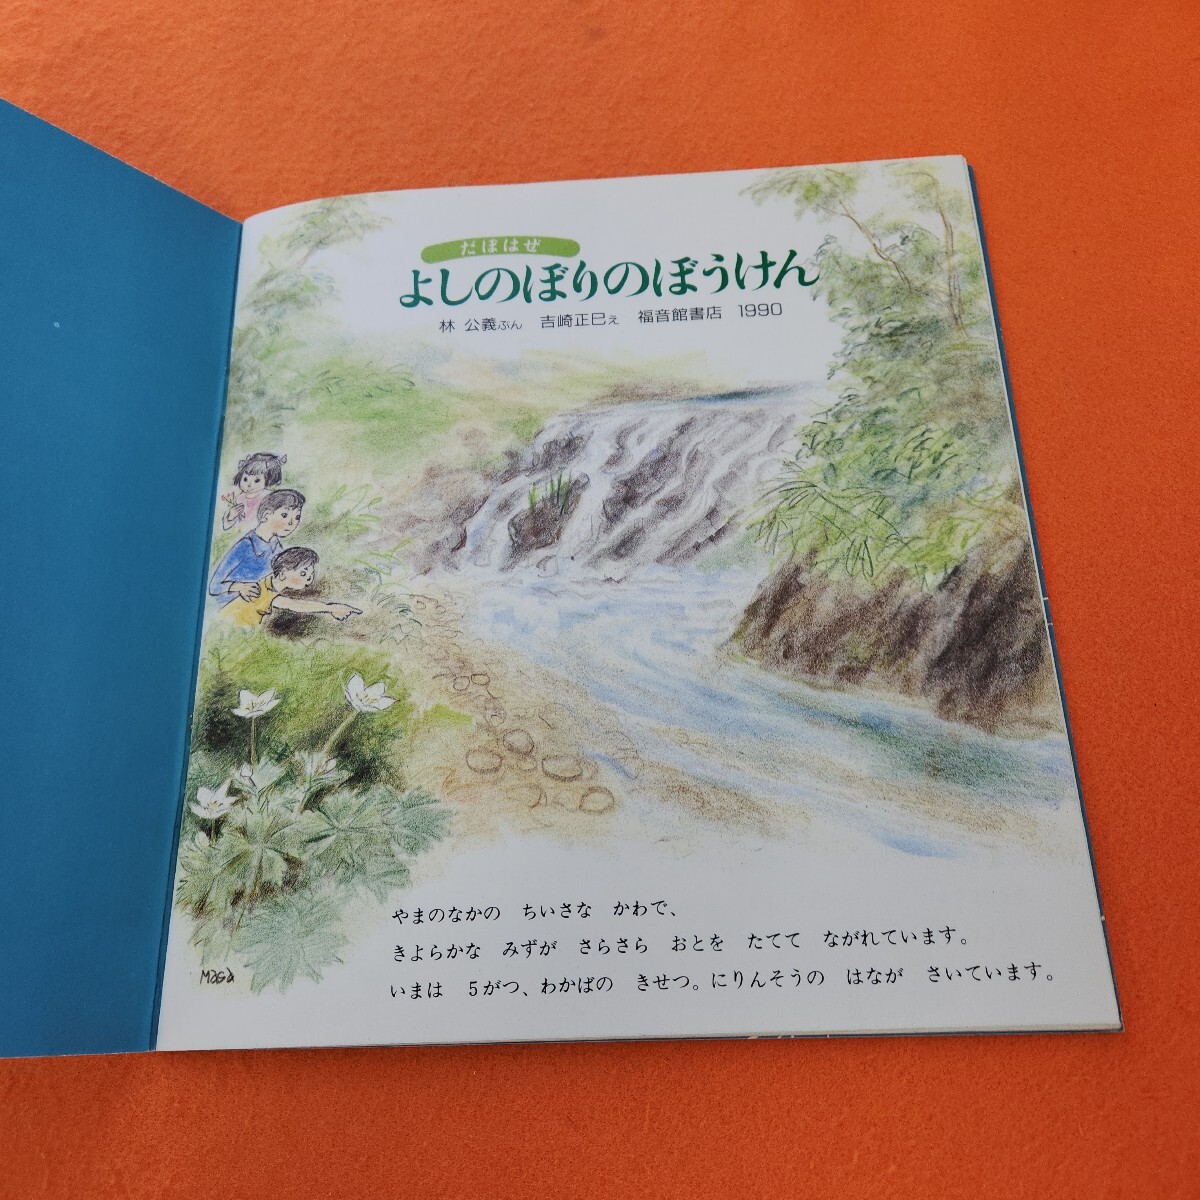 だぼはぜ
よしのぼりのぼうけん
林 公義ぶん 吉崎正巳え 福音館書店 1990
やまのなかの ちいさな かわで、
きよらかな みずが さらさら おとを たてて ながれています。
いまは 5がつ、わかばの きせつ。にりんそうの はなが さいています。
MaGa